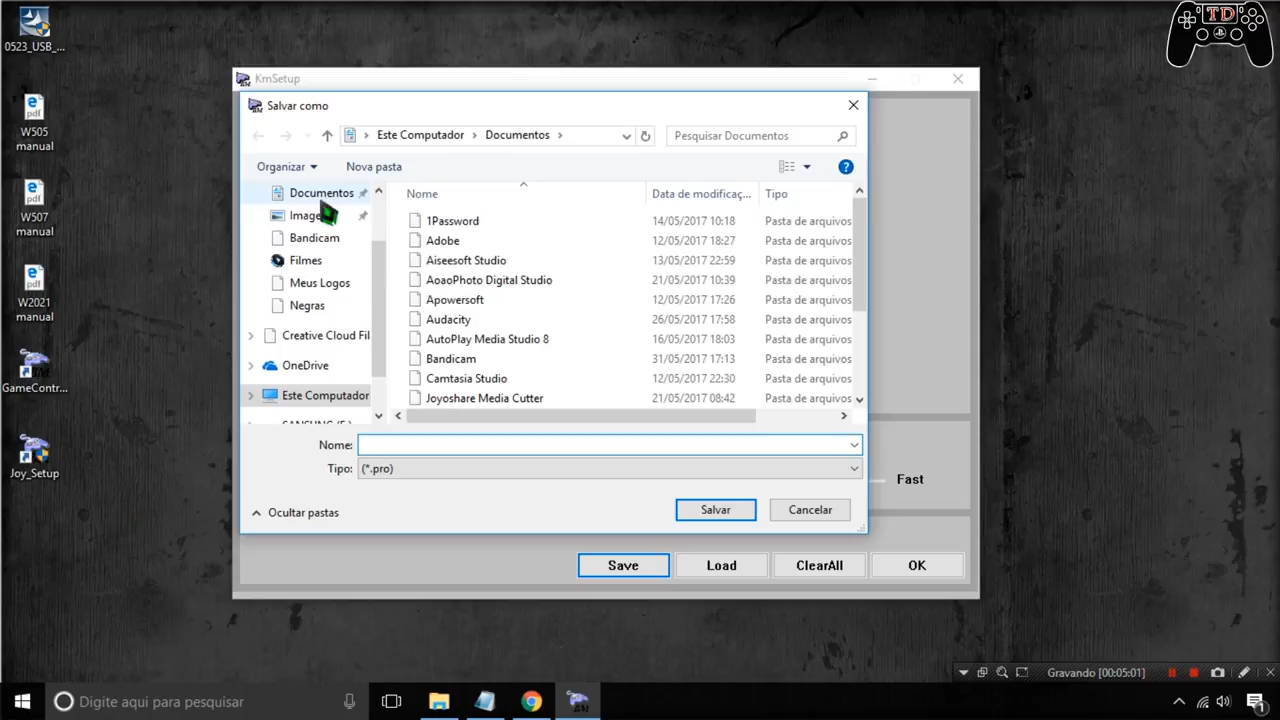 0523_USB_...
W505
manual
W507
manual
W2021
manual
GameContr...
Joy_Setup
TD
KmSetup
Salvar como
Este Computador
Documentos
Pesquisar Documentos
Organizar
Nova pasta
Documentos
Image
Bandicam
Filmes
Meus Logos
Negras
Creative Cloud Fil
OneDrive
Este Computador
Nome
Data de modificaç...
Tipo
1Password 14/05/2017 10:18 Pasta de arquivos
Adobe 12/05/2017 18:27 Pasta de arquivos
Aiseesoft Studio 13/05/2017 22:59 Pasta de arquivos
AoaoPhoto Digital Studio 21/05/2017 10:39 Pasta de arquivos
Apowersoft 12/05/2017 17:26 Pasta de arquivos
Audacity 26/05/2017 17:58 Pasta de arquivos
AutoPlay Media Studio 8 16/05/2017 18:03 Pasta de arquivos
Bandicam 31/05/2017 17:13 Pasta de arquivos
Camtasia Studio 12/05/2017 22:30 Pasta de arquivos
Joyoshare Media Cutter 21/05/2017 08:42 Pasta de arquivos
Nome:
Tipo: (*.pro)
Ocultar pastas
Salvar
Cancelar
Fast
Save
Load
ClearAll
OK
Gravando [00:05:01]
Digite aqui para pesquisar
1